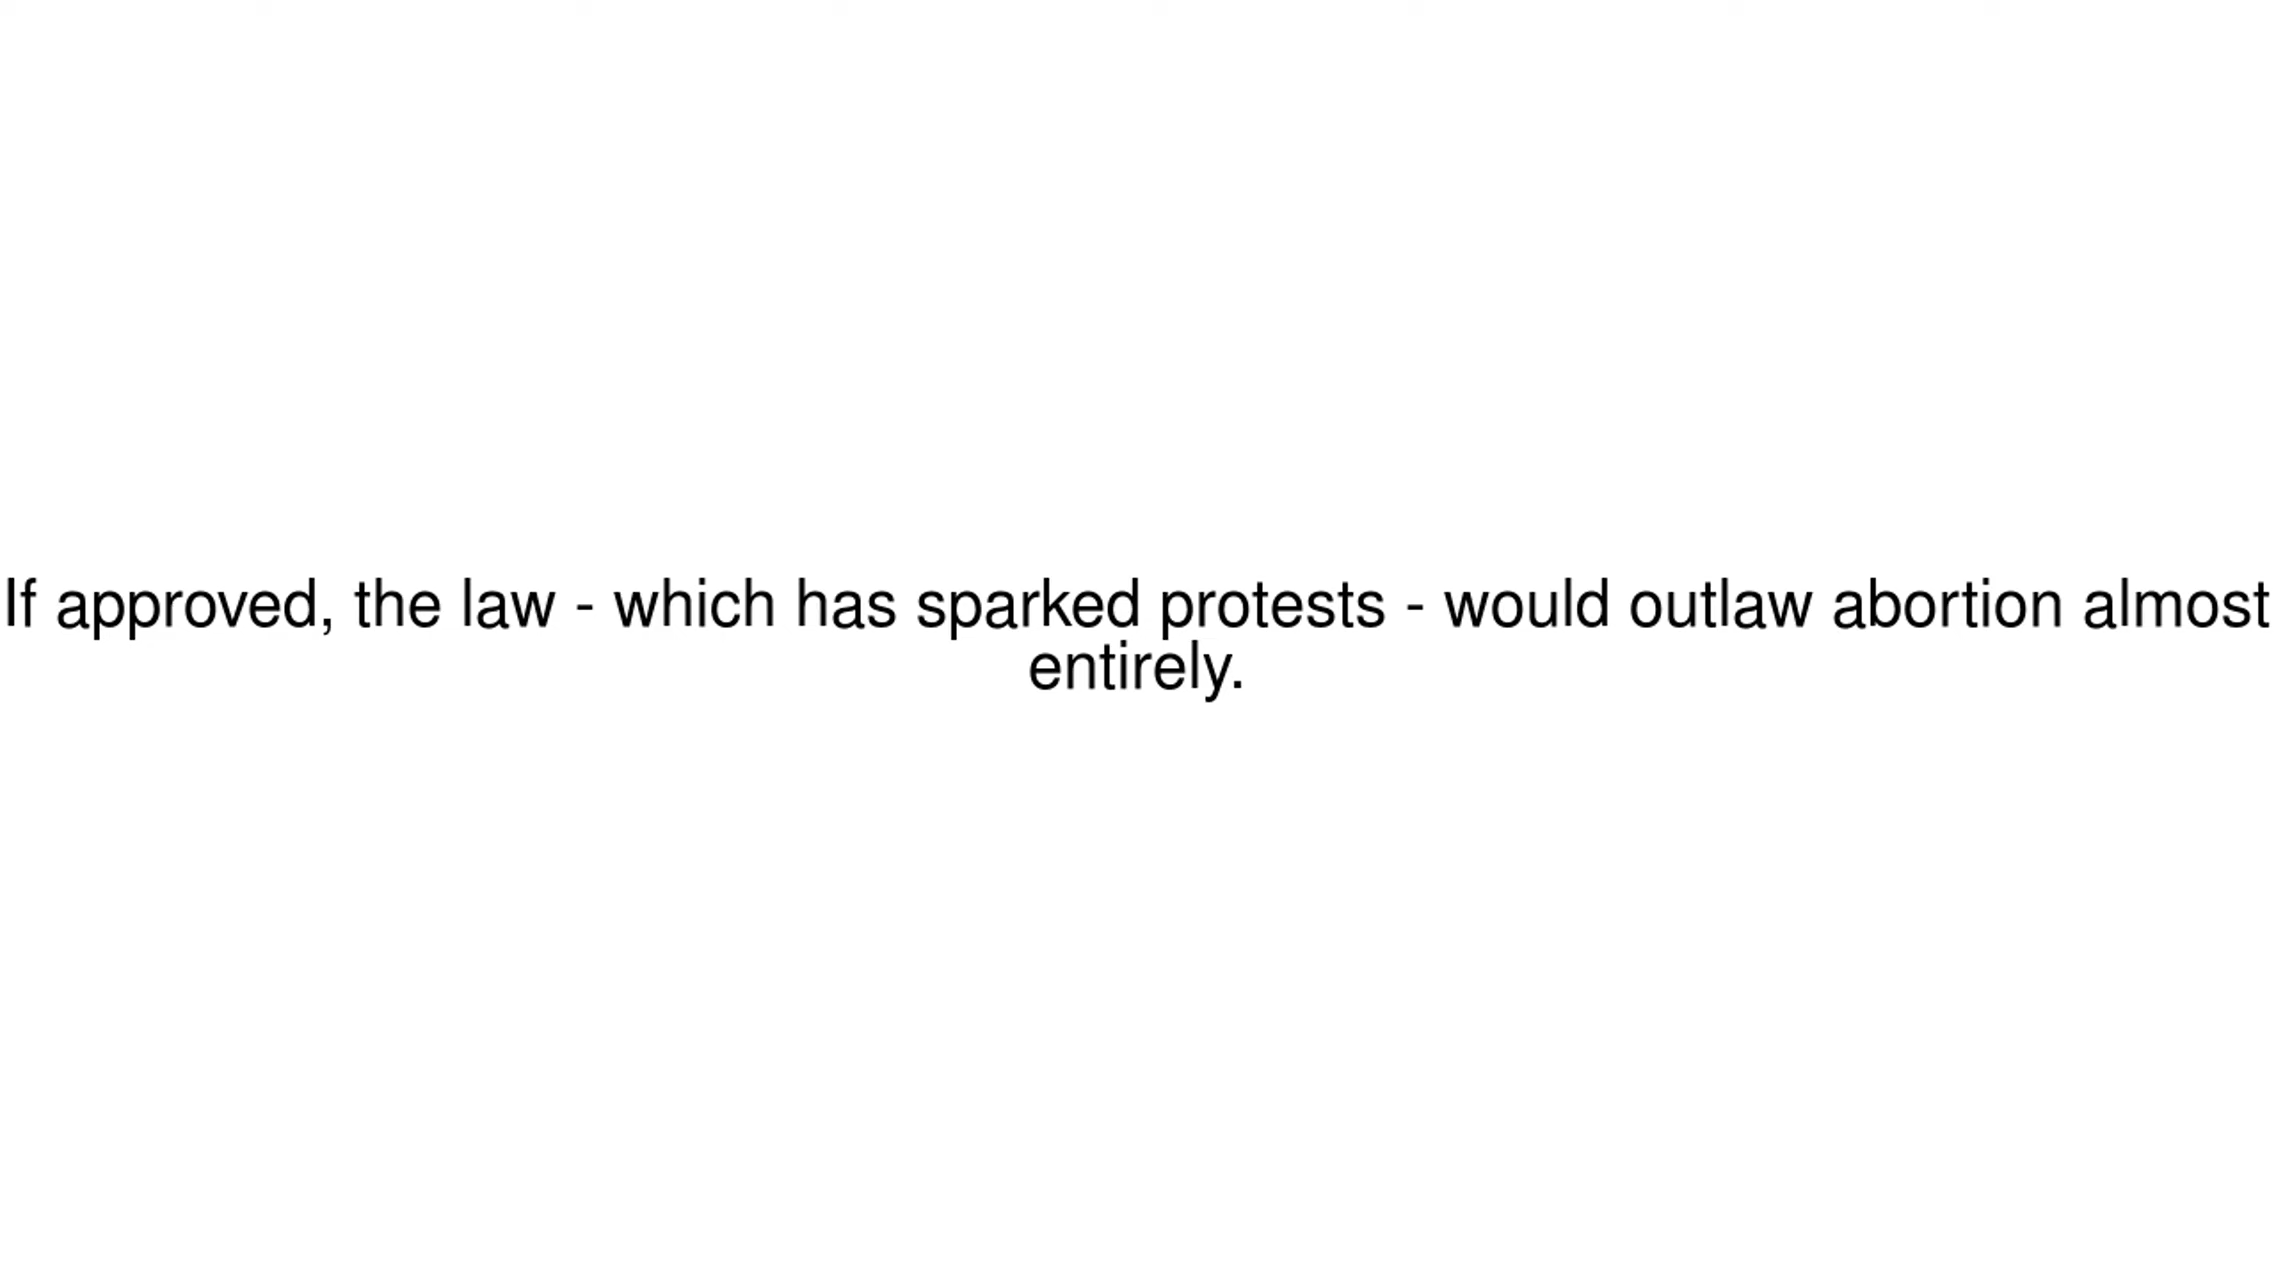 If approved, the law - which has sparked protests - would outlaw abortion almost
entirely.